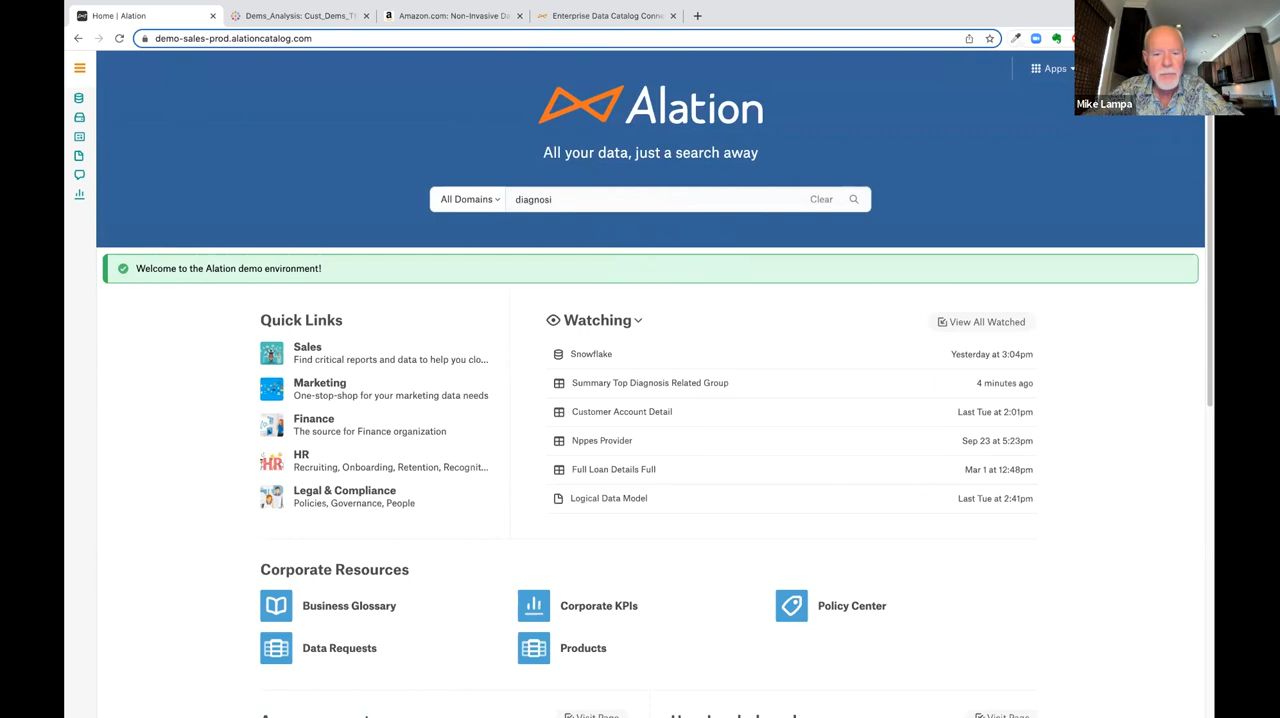 Home | Alation
Dems_Analysis: Cust_Dems_T
Amazon.com: Non-Invasive Da
Enterprise Data Catalog Conne
demo-sales-prod.alationcatalog.com
Apps
Mike Lampa
Alation
All your data, just a search away
All Domains
diagnosi
Clear
Welcome to the Alation demo environment!
Quick Links
Sales
Find critical reports and data to help you clo...
Marketing
One-stop-shop for your marketing data needs
Finance
The source for Finance organization
HR
HR
Recruiting, Onboarding, Retention, Recognit...
Legal & Compliance
Policies, Governance, People
Watching
View All Watched
Snowflake
Yesterday at 3:04pm
Summary Top Diagnosis Related Group
4 minutes ago
Customer Account Detail
Last Tue at 2:01pm
Nppes Provider
Sep 23 at 5:23pm
Full Loan Details Full
Mar 1 at 12:48pm
Logical Data Model
Last Tue at 2:41pm
Corporate Resources
Business Glossary
Corporate KPIs
Policy Center
Data Requests
Products
Visit Page
Visit Page